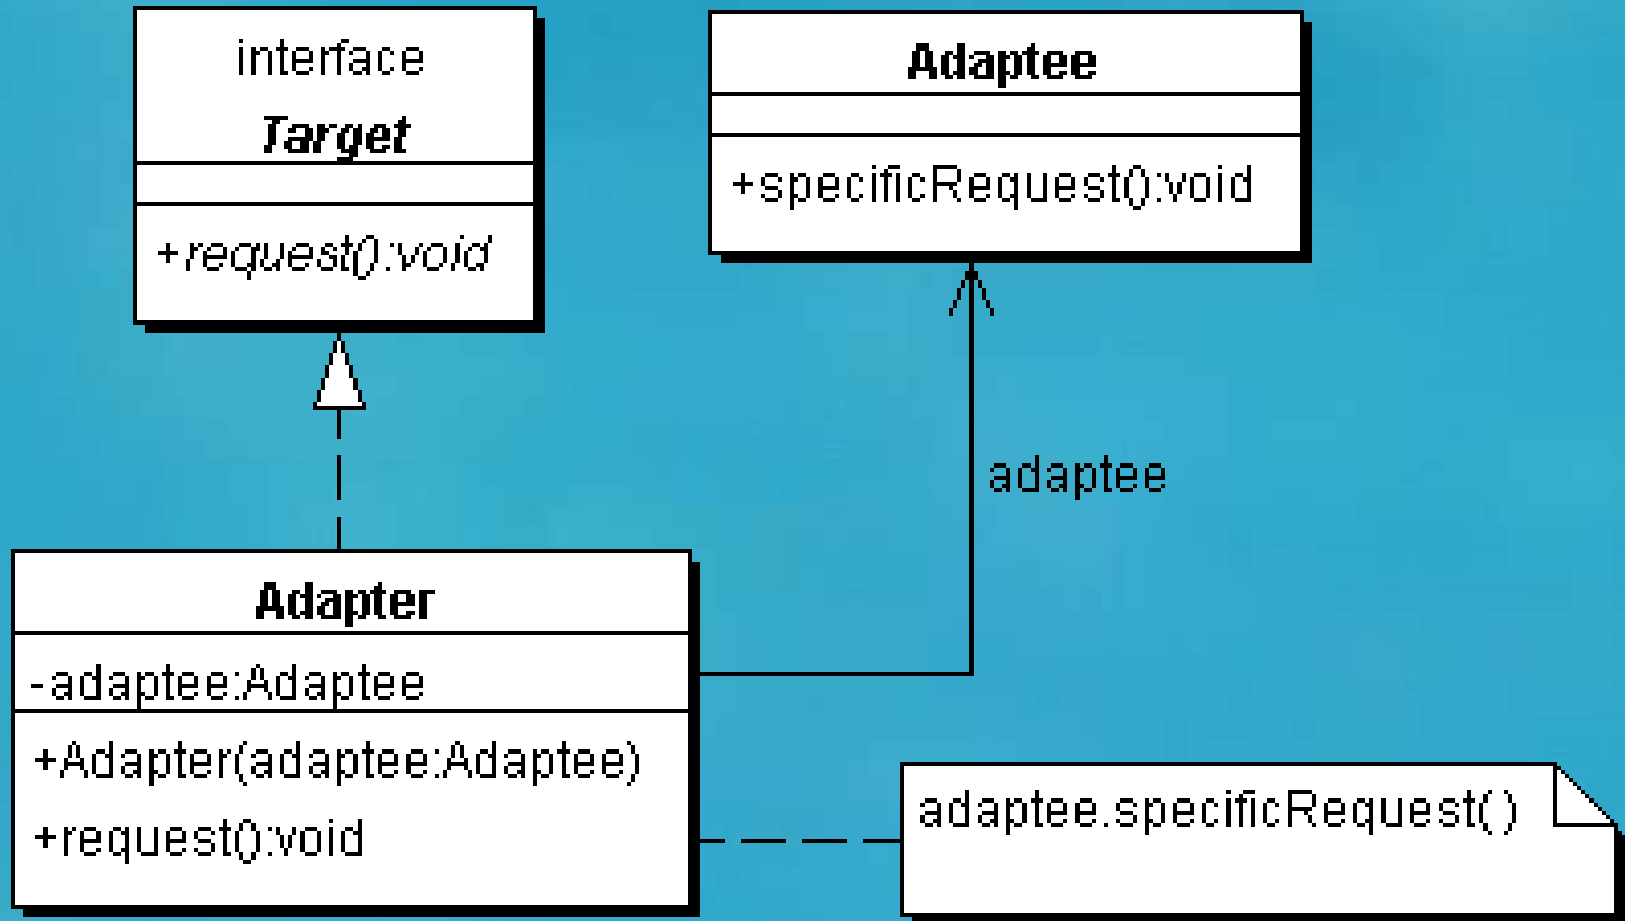 interface
Target
+request():void
Adaptee
+specificRequest():void
adaptee
Adapter
-adaptee:Adaptee
+Adapter(adaptee:Adaptee)
+request():void
adaptee.specificRequest( )